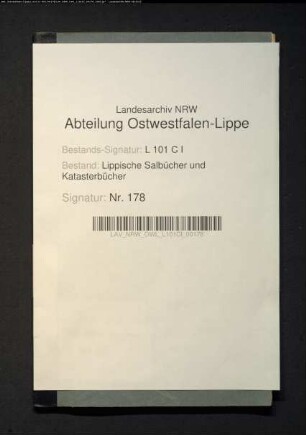 Landesarchiv NRW
Abteilung Ostwestfalen-Lippe
Bestands-Signatur: L 101 C I
Bestand: Lippische Salbücher und
Katasterbücher
Signatur: Nr. 178